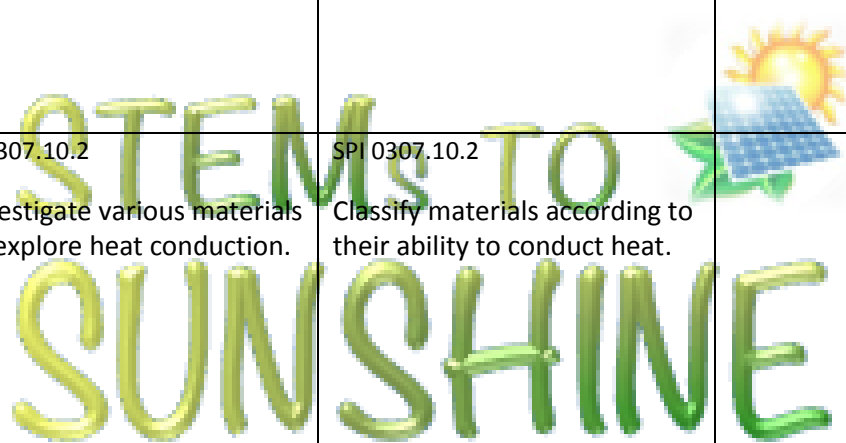 STEMs TO
307.10.2
SPI 0307.10.2
estigate various materials
explore heat conduction.
Classify materials according to
their ability to conduct heat.
SUNSHINE